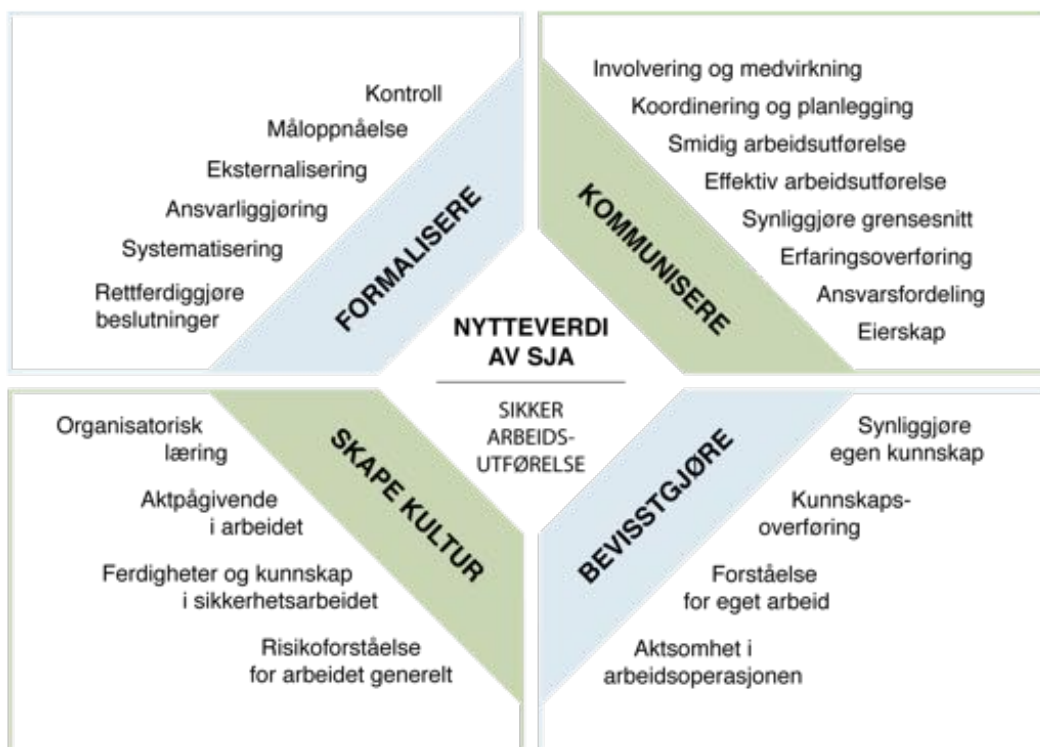 Kontroll
Måloppnåelse
Eksternalisering
Ansvarliggjøring
Systematisering
Rettferdiggjøre
beslutninger
FORMALISERE
Involvering og medvirkning
Koordinering og planlegging
Smidig arbeidsutførelse
Effektiv arbeidsutførelse
Synliggjøre grensesnitt
Erfaringsoverføring
Ansvarsfordeling
Eierskap
KOMMUNISERE
NYTTEVERDI
AV SJA
SIKKER
ARBEIDS-
UTFØRELSE
Organisatorisk
læring
Aktpågivende
i arbeidet
Ferdigheter og kunnskap
i sikkerhetsarbeidet
Risikoforståelse
for arbeidet generelt
SKAPE KULTUR
BEVISSTGJØRE
Synliggjøre
egen kunnskap
Kunnskaps-
overføring
Forståelse
for eget arbeid
Aktsomhet i
arbeidsoperasjonen